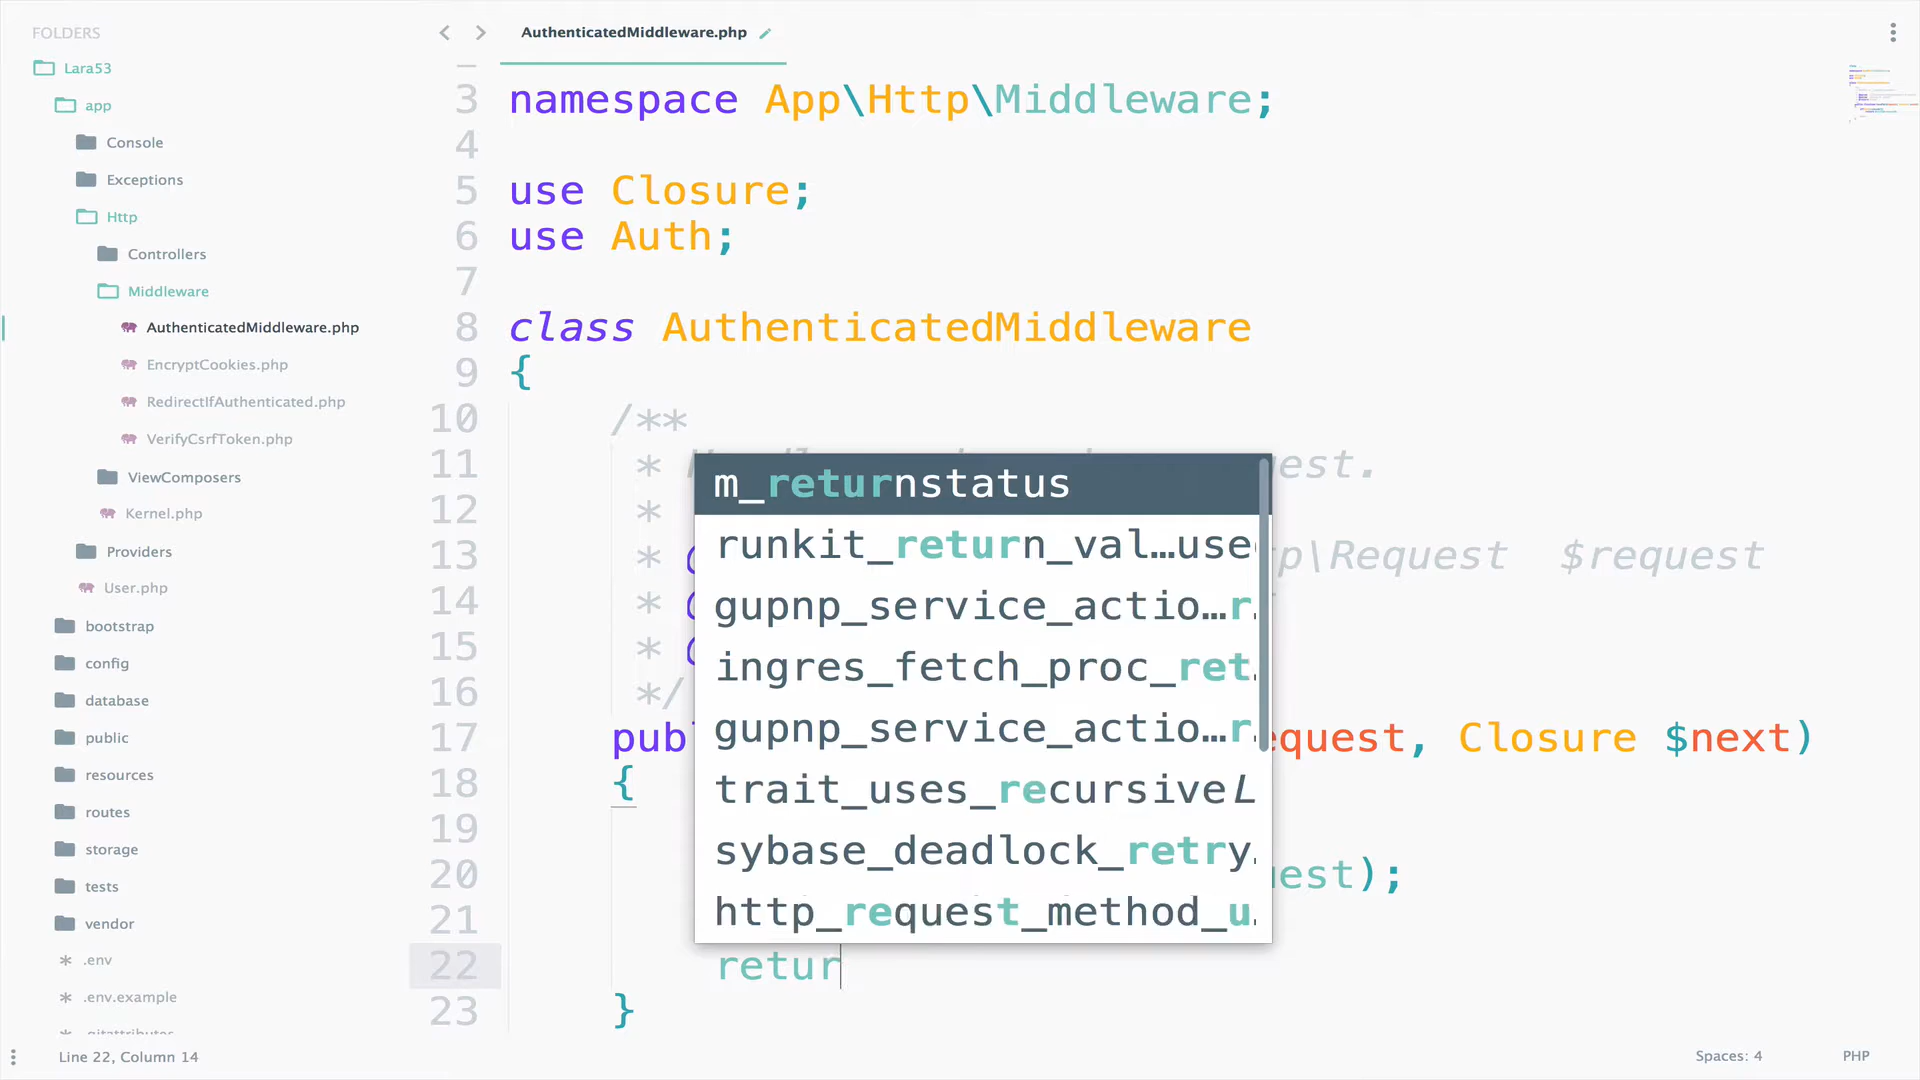 FOLDERS
Lara53
app
Console
Exceptions
Http
Controllers
Middleware
AuthenticatedMiddleware.php
EncryptCookies.php
RedirectIfAuthenticated.php
VerifyCsrfToken.php
ViewComposers
Kernel.php
Providers
User.php
bootstrap
config
database
public
resources
routes
storage
tests
vendor
.env
.env.example
.gitattributes
AuthenticatedMiddleware.php
3 namespace App\Http\Middleware;
4
5 use Closure;
6 use Auth;
7
8 class AuthenticatedMiddleware
9 {
10 /**
11 * est.
12 *
13 * p\Request $request
14 *
15 *
16 */
17 pub equest, Closure $next)
18 {
19
20 uest);
21
22 retur
23 }
m_returnstatus
runkit_return_val…use
gupnp_service_actio…r
ingres_fetch_proc_ret
gupnp_service_actio…r
trait_uses_recursive
sybase_deadlock_retry
http_request_method_u
Line 22, Column 14
Spaces: 4
PHP